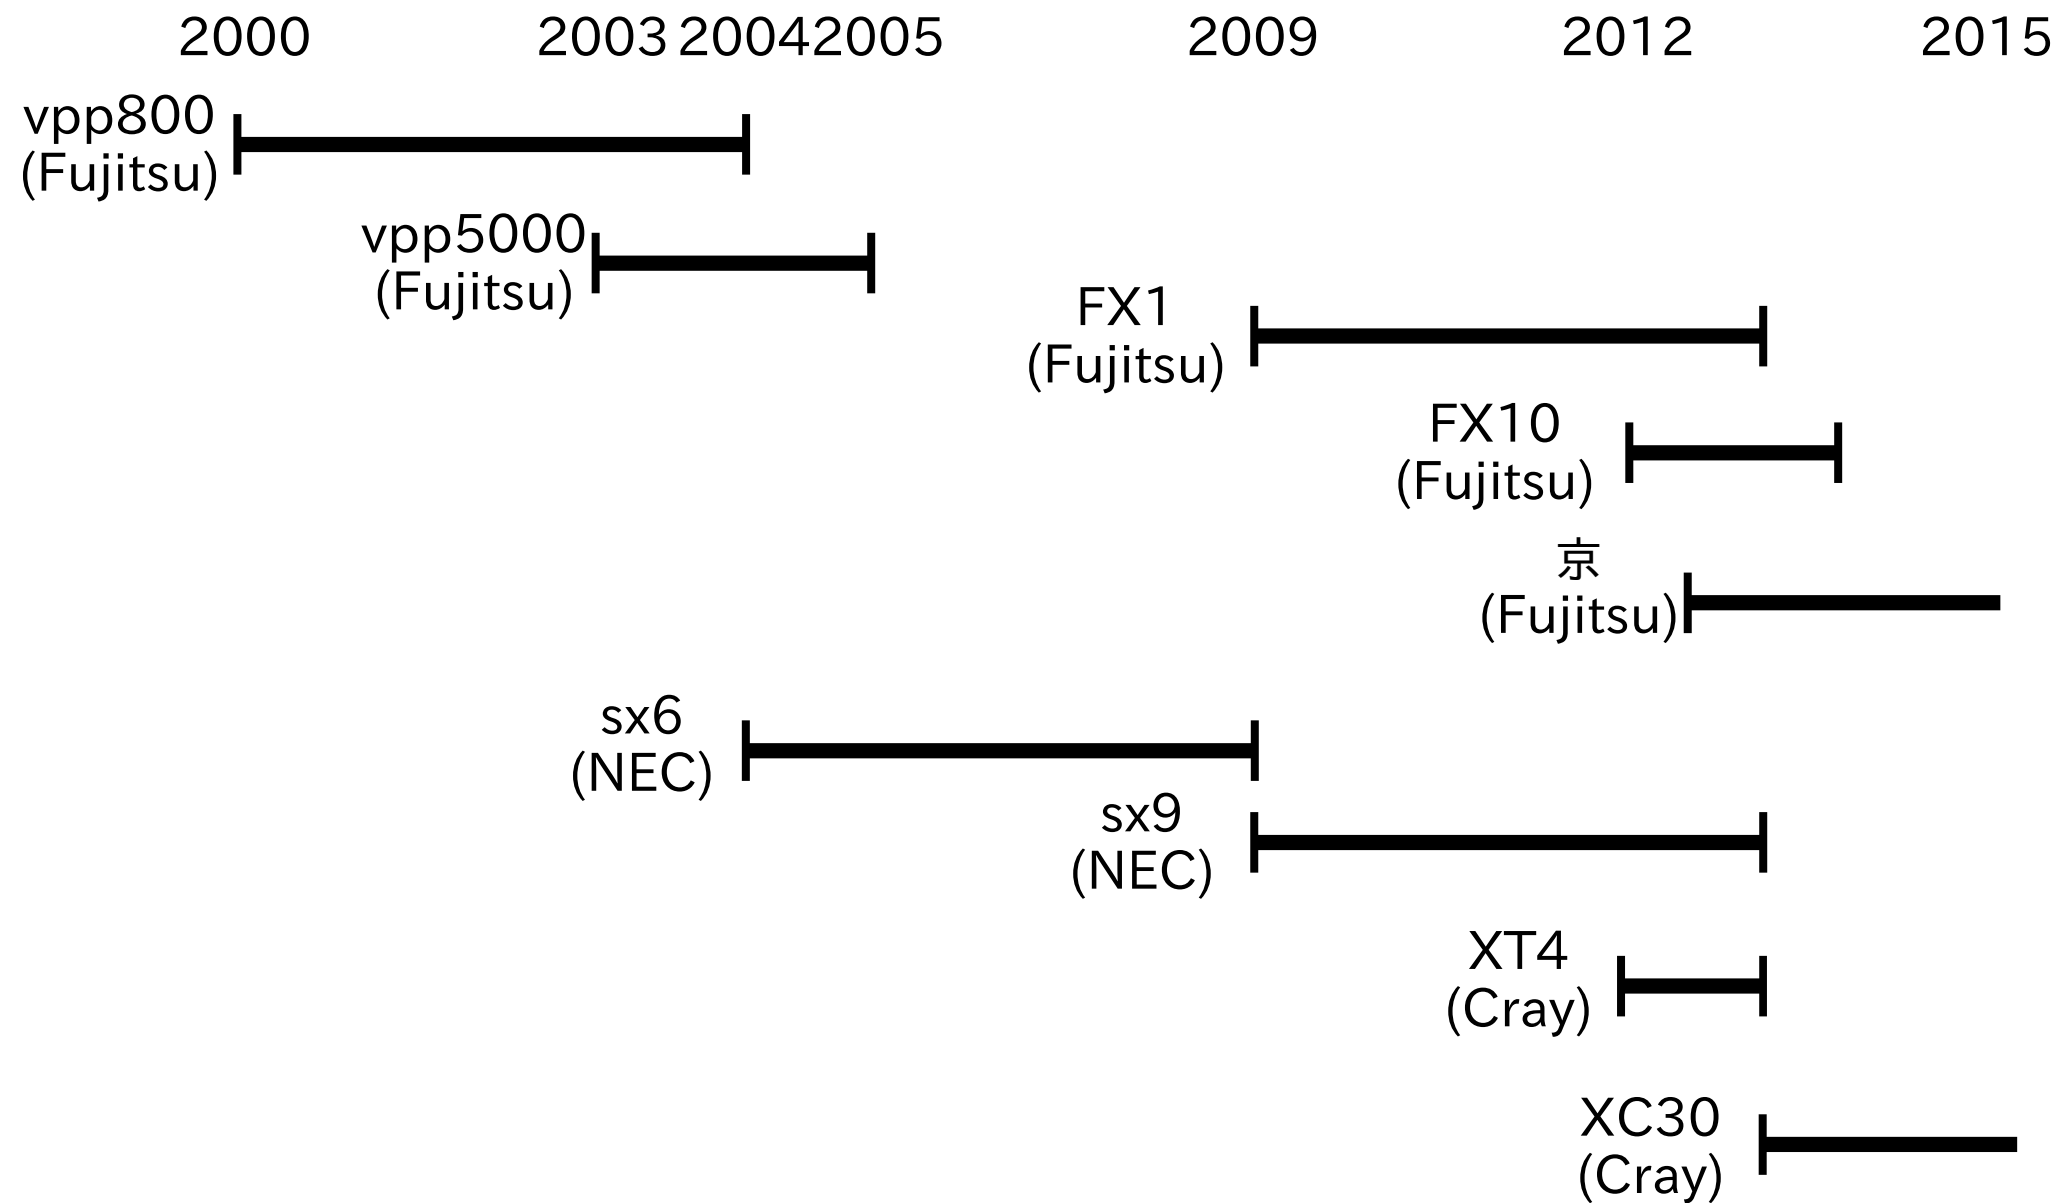 2000 2003 2004 2005 2009 2012 2015
vpp800
(Fujitsu)
vpp5000
(Fujitsu)
FX1
(Fujitsu)
FX10
(Fujitsu)
京
(Fujitsu)
sx6
(NEC)
sx9
(NEC)
XT4
(Cray)
XC30
(Cray)